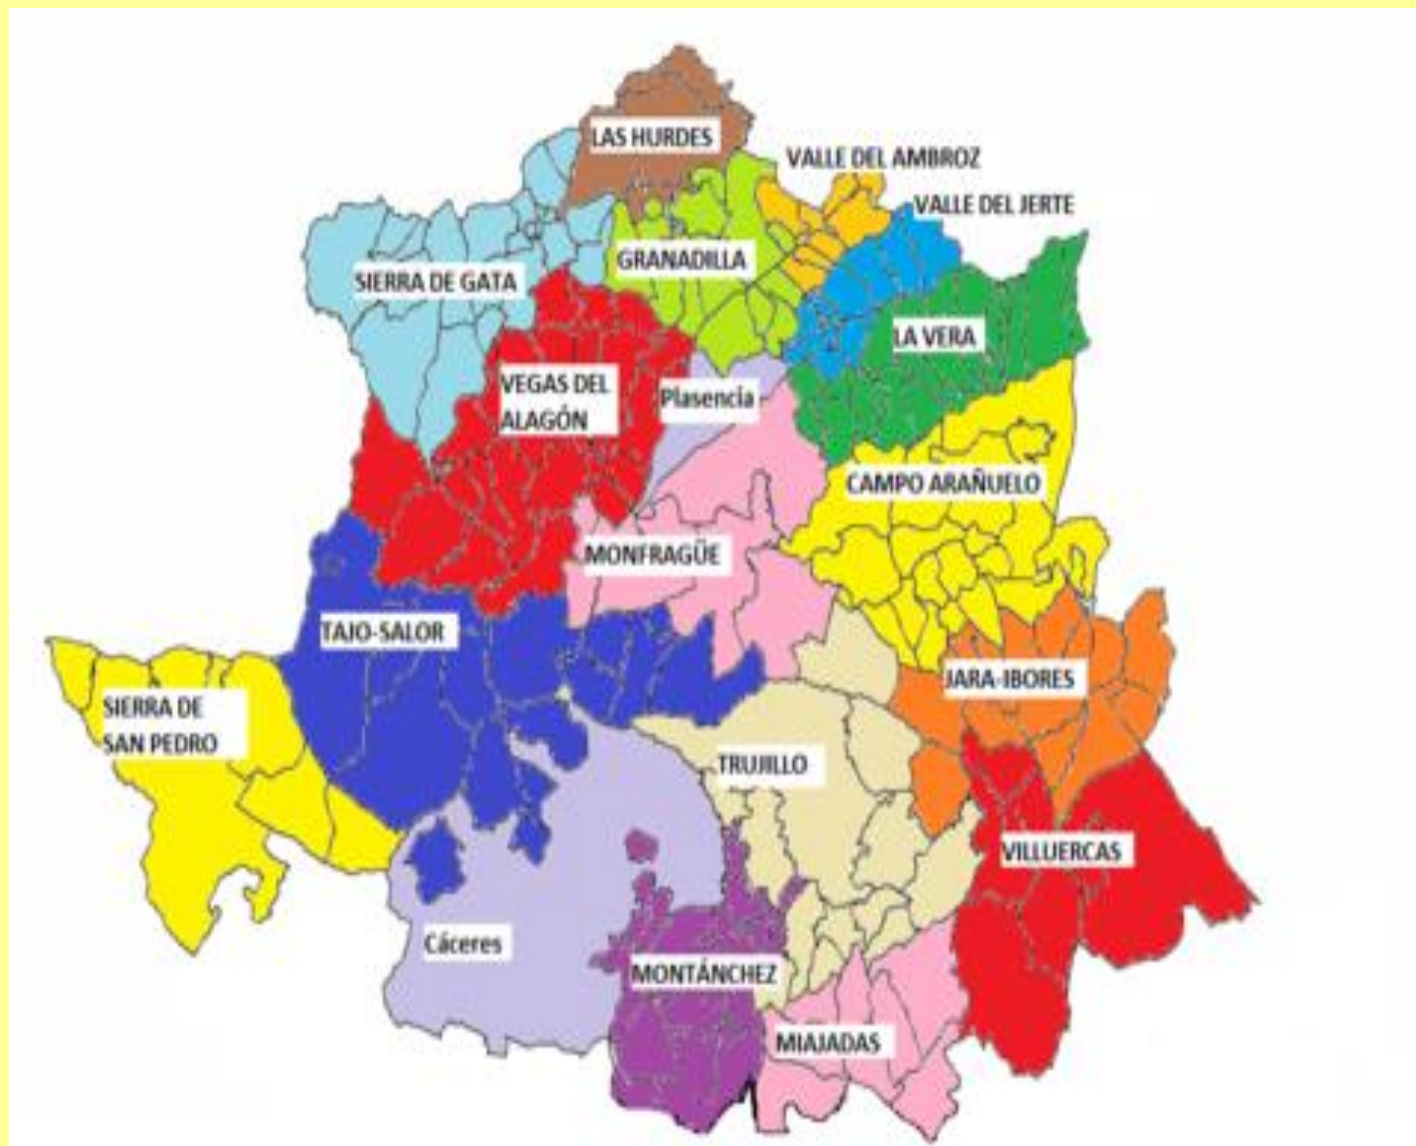 LAS HURDES
VALLE DEL AMBROZ
VALLE DEL JERTE
GRANADILLA
SIERRA DE GATA
LA VERA
VEGAS DEL
ALAGÓN
Plasencia
CAMPO ARAÑUELO
MONFRAGÜE
TAJO-SALOR
JARA-IBORES
SIERRA DE
SAN PEDRO
TRUJILLO
VILLUERCAS
Cáceres
MONTÁNCHEZ
MIAJADAS